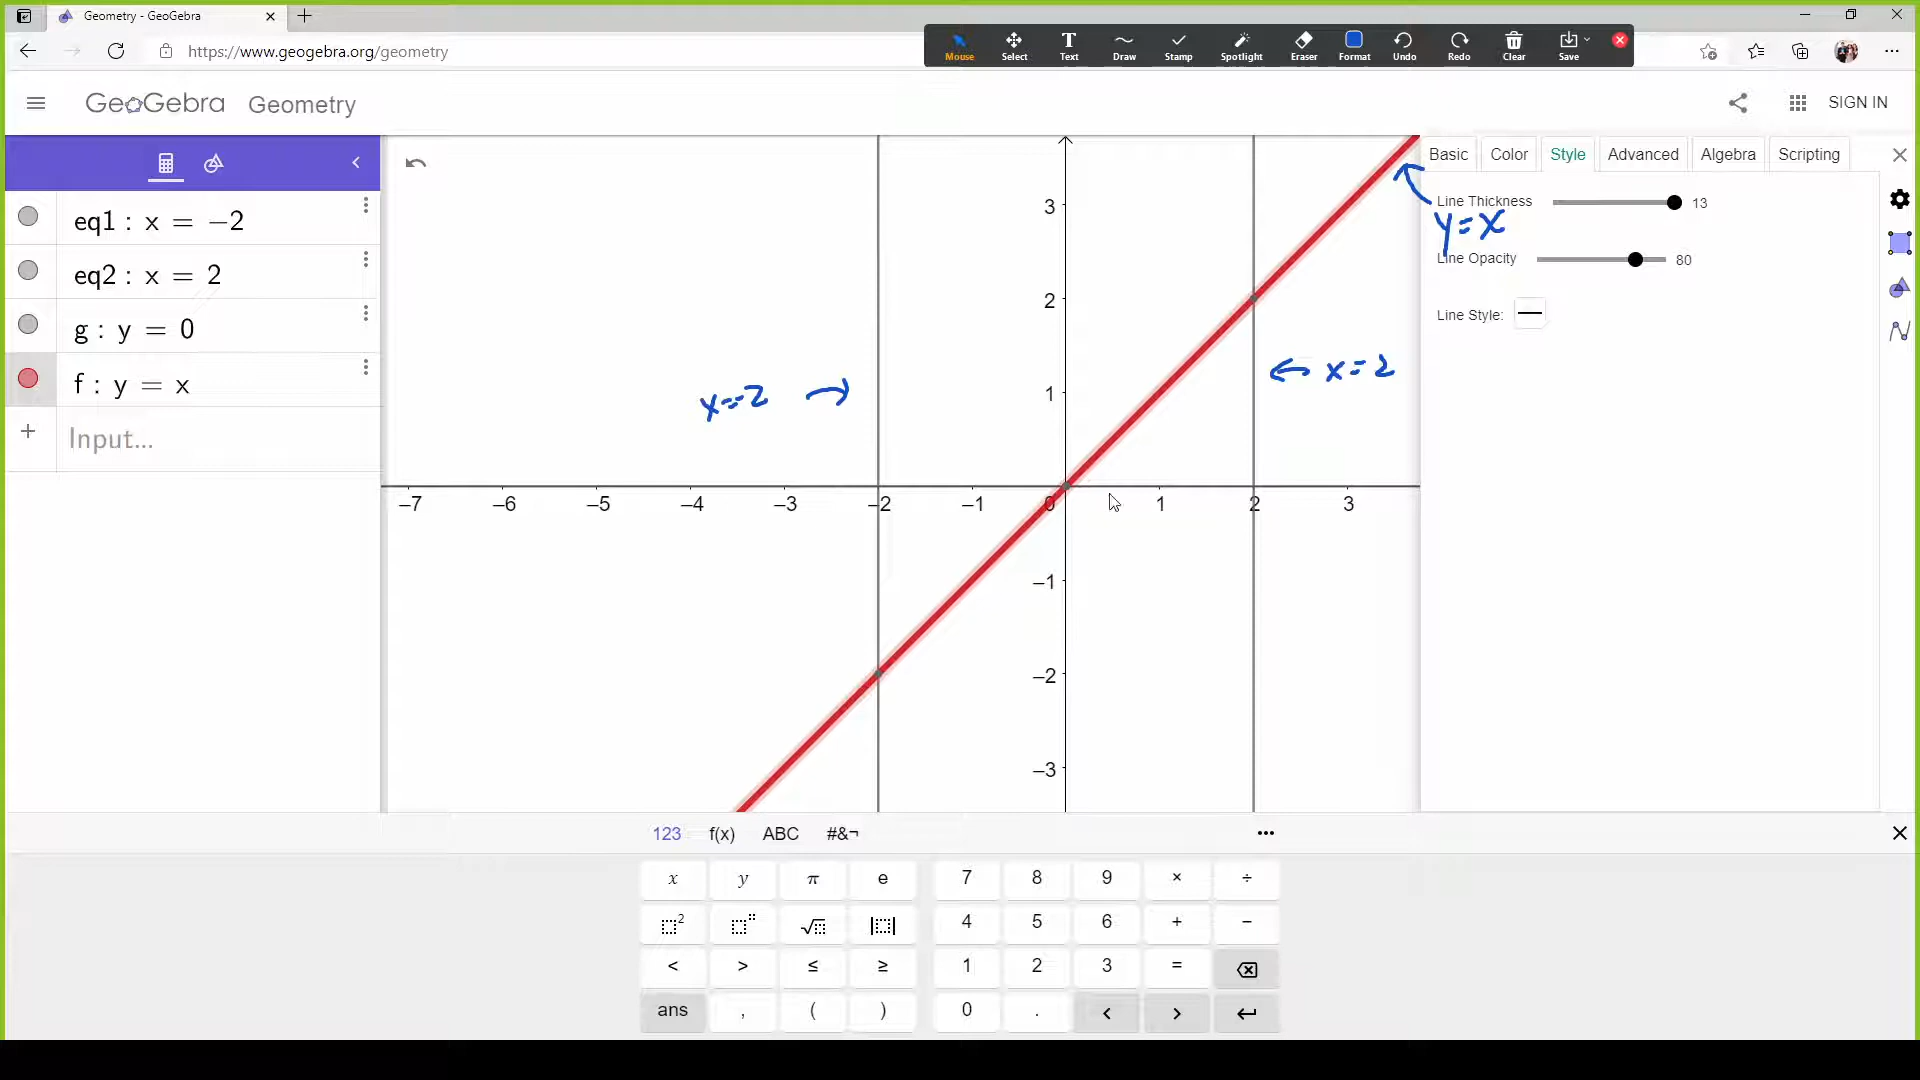 Geometry - GeoGebra
https://www.geogebra.org/geometry
Mouse Select Text Draw Stamp Spotlight Eraser Format Undo Redo Clear Save
GeoGebra Geometry
SIGN IN
Basic Color Style Advanced Algebra Scripting
eq1 : x = −2
eq2 : x = 2
g : y = 0
f : y = x
+ Input...
3
2
1
–7 –6 –5 –4 –3 –2 –1 0 1 2 3
–1
–2
–3
x=-2
x=2
y=x
Line Thickness 13
Line Opacity 80
Line Style:
123 f(x) ABC #&¬
x y π e 7 8 9 × ÷
2 √ 4 5 6 + −
< > ≤ ≥ 1 2 3 =
ans , ( ) 0 . < >